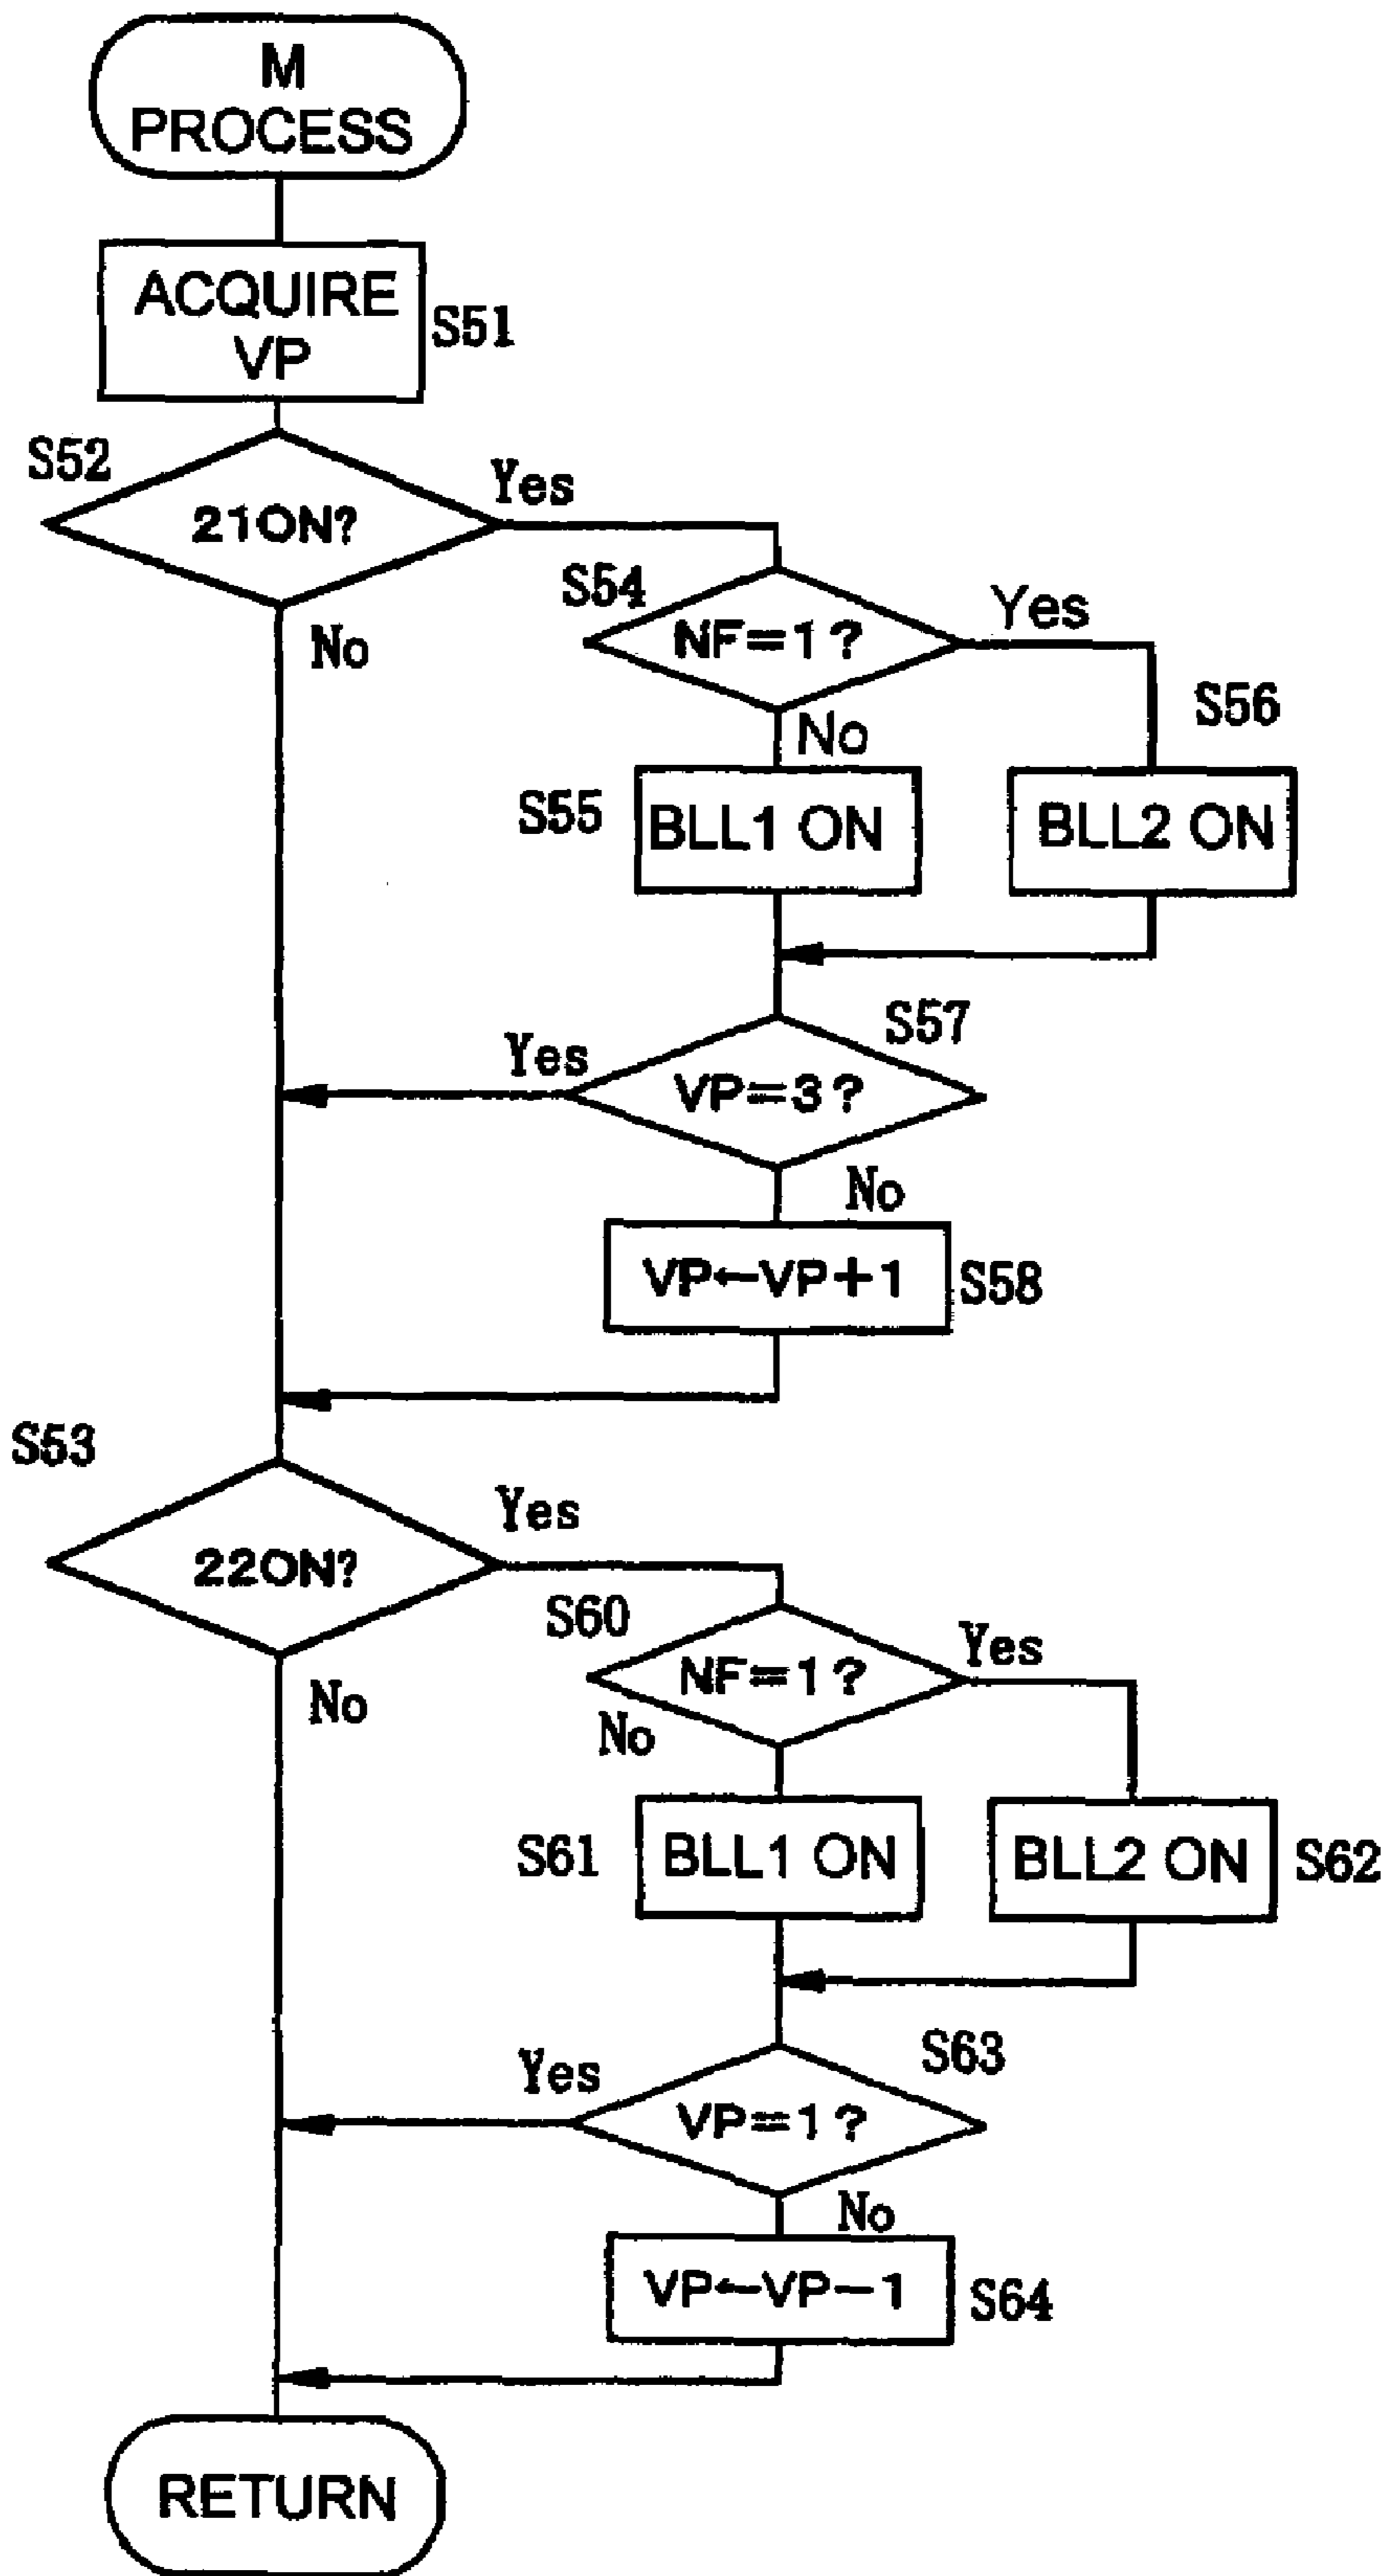 M
PROCESS
ACQUIRE
VP
S51
S52
21ON?
Yes
No
S54
NF=1?
Yes
No
S55
BLL1 ON
S56
BLL2 ON
S57
VP=3?
Yes
No
VP←VP+1
S58
S53
22ON?
Yes
No
S60
NF=1?
Yes
No
S61
BLL1 ON
BLL2 ON
S62
S63
VP=1?
Yes
No
VP←VP−1
S64
RETURN